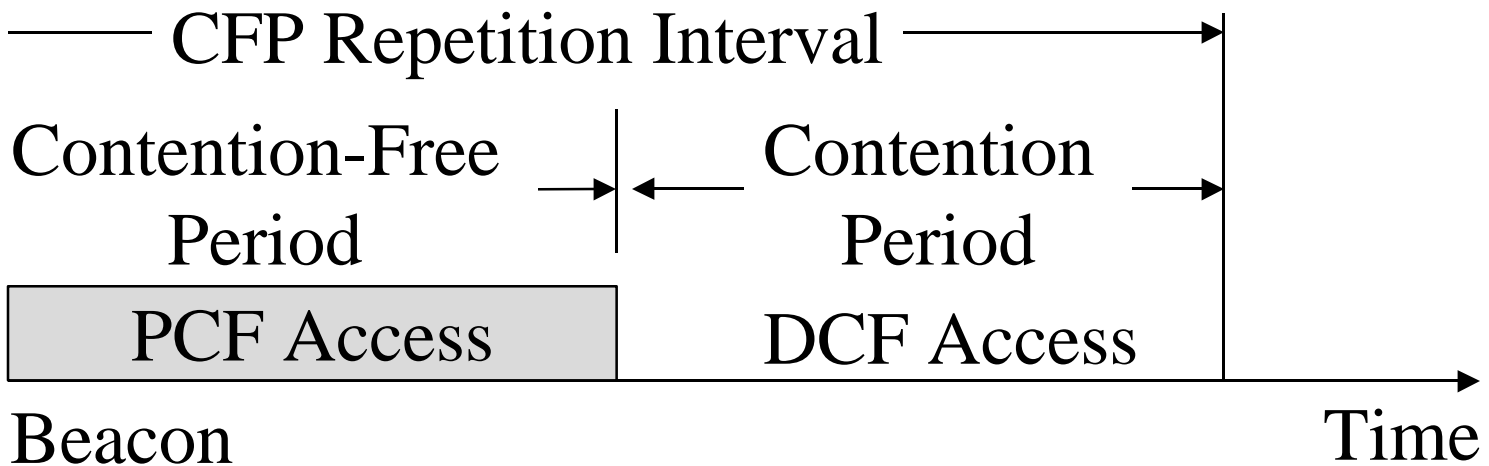 CFP Repetition Interval
Contention-Free
Period
Contention
Period
PCF Access
DCF Access
Beacon
Time